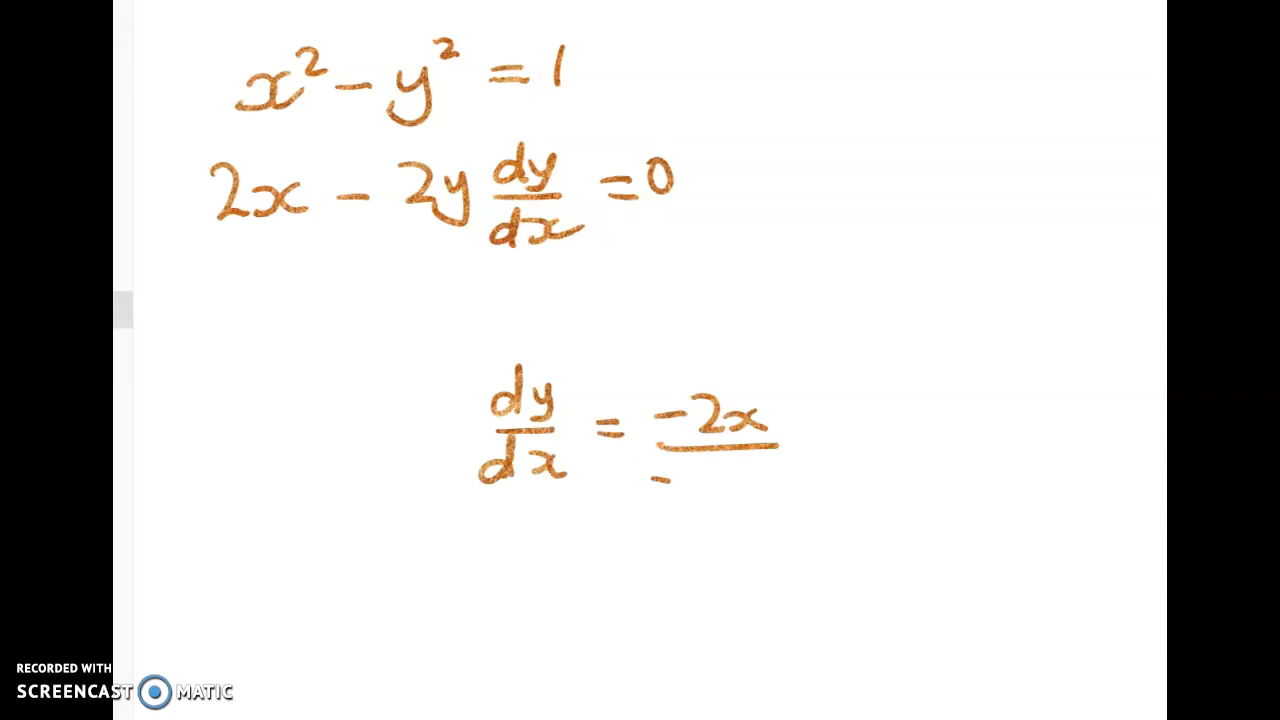 x² - y² = 1
2x - 2y dy/dx = 0
dy/dx = -2x/-
RECORDED WITH
SCREENCAST MATIC